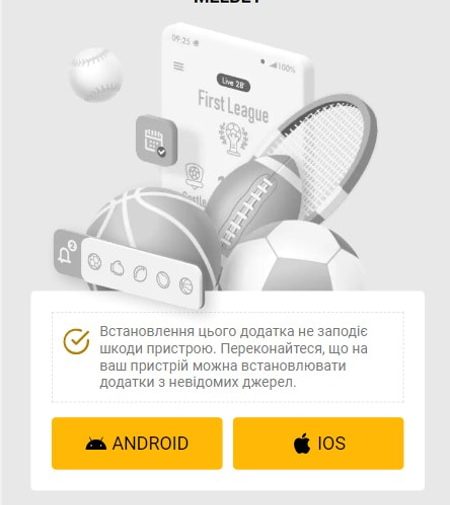 09:25
100%
Live 28'
First League
2
Встановлення цього додатка не заподіє
шкоди пристрою. Переконайтеся, що на
ваш пристрій можна встановлювати
додатки з невідомих джерел.
ANDROID
IOS